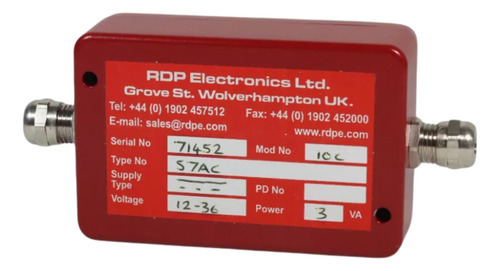 RDP Electronics Ltd.
Grove St. Wolverhampton UK.
Tel: +44 (0) 1902 457512 Fax: +44 (0) 1902 452000
E-mail: sales@rdpe.com www.rdpe.com
Serial No 71452 Mod No 10C
Type No S7AC
Supply Type PD No
Voltage 12-36 Power 3 VA